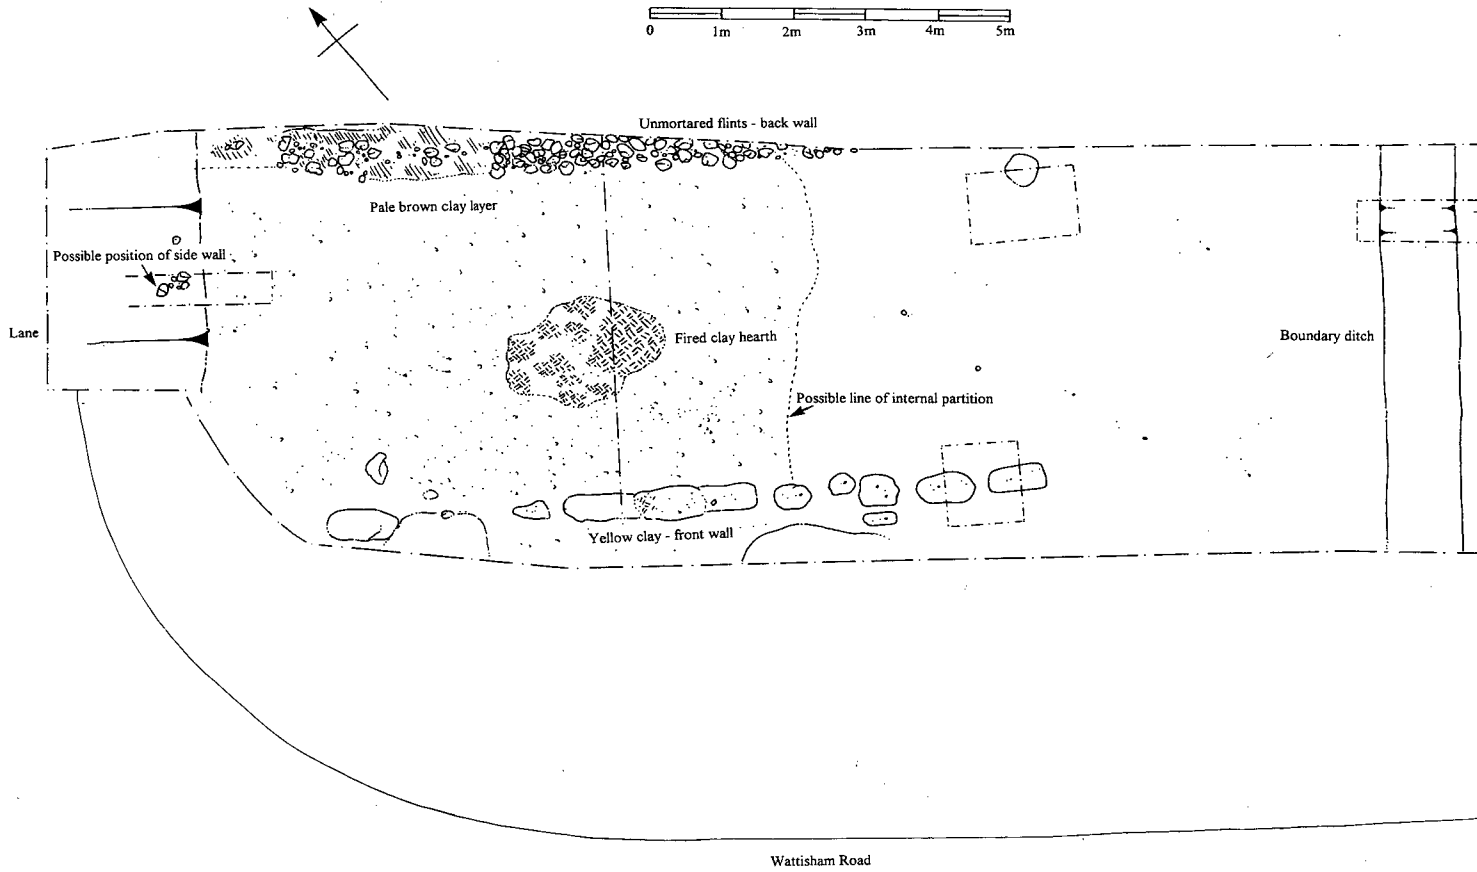 0 1m 2m 3m 4m 5m
Unmortared flints - back wall
Pale brown clay layer
Possible position of side wall
Lane
Fired clay hearth
Boundary ditch
Possible line of internal partition
Yellow clay - front wall
Wattisham Road